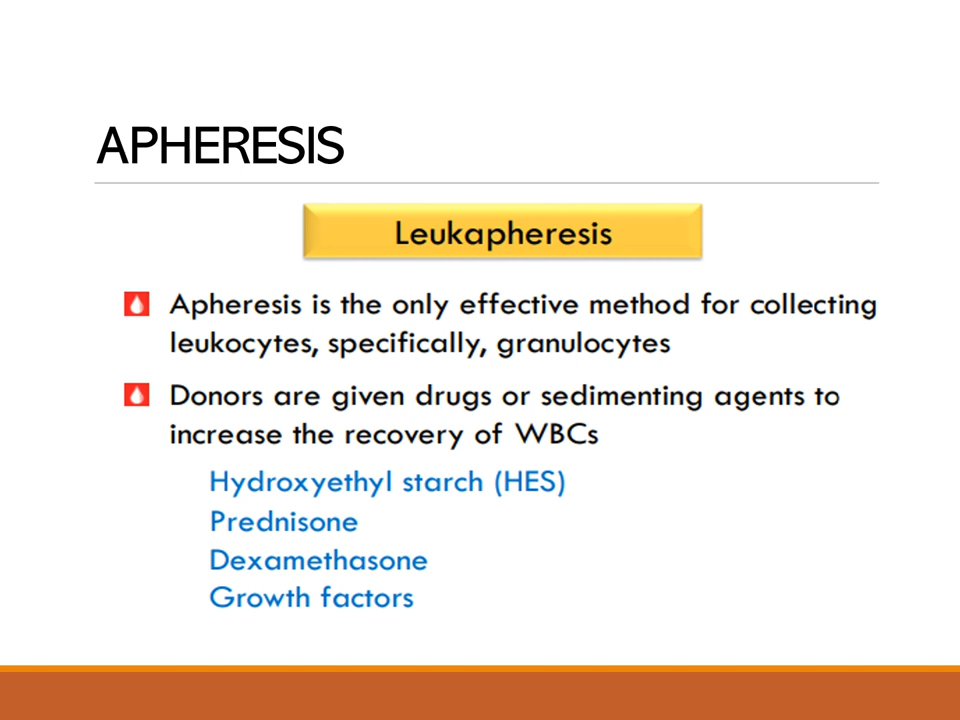 APHERESIS
Leukapheresis
Apheresis is the only effective method for collecting
leukocytes, specifically, granulocytes
Donors are given drugs or sedimenting agents to
increase the recovery of WBCs
Hydroxyethyl starch (HES)
Prednisone
Dexamethasone
Growth factors